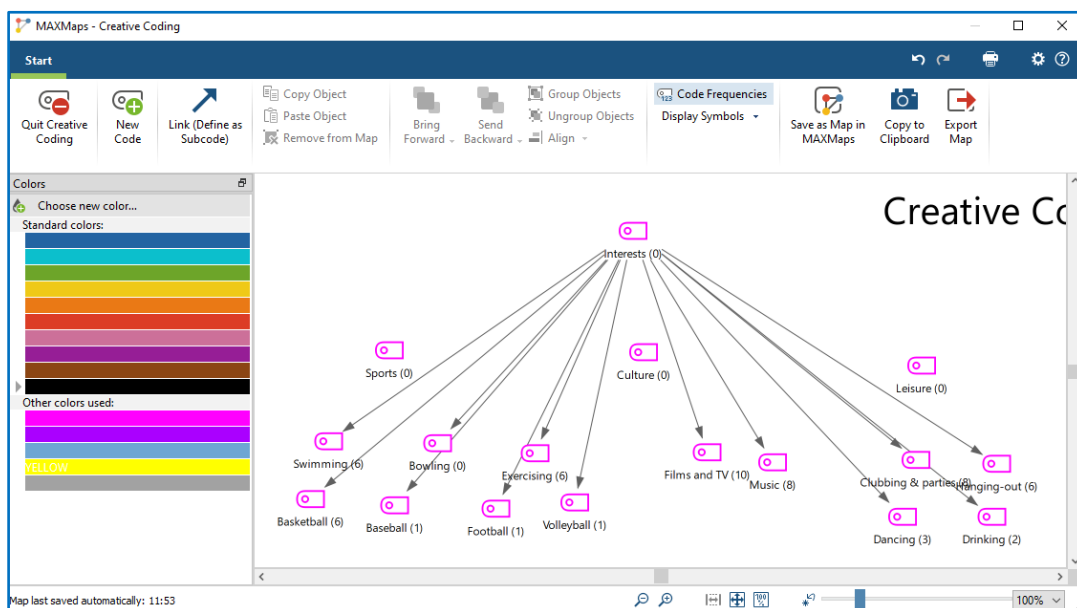 MAXMaps - Creative Coding
Start
Quit Creative Coding
New Code
Link (Define as Subcode)
Copy Object
Paste Object
Remove from Map
Bring Forward
Send Backward
Group Objects
Ungroup Objects
Align
123 Code Frequencies
Display Symbols
Save as Map in MAXMaps
Copy to Clipboard
Export Map
Colors
Choose new color...
Standard colors:
Other colors used:
YELLOW
Creative Co
Interests (0)
Sports (0)
Culture (0)
Leisure (0)
Swimming (6)
Bowling (0)
Exercising (6)
Films and TV (10)
Music (8)
Clubbing & parties (8)
Hanging-out (6)
Basketball (6)
Baseball (1)
Football (1)
Volleyball (1)
Dancing (3)
Drinking (2)
Map last saved automatically: 11:53
100%